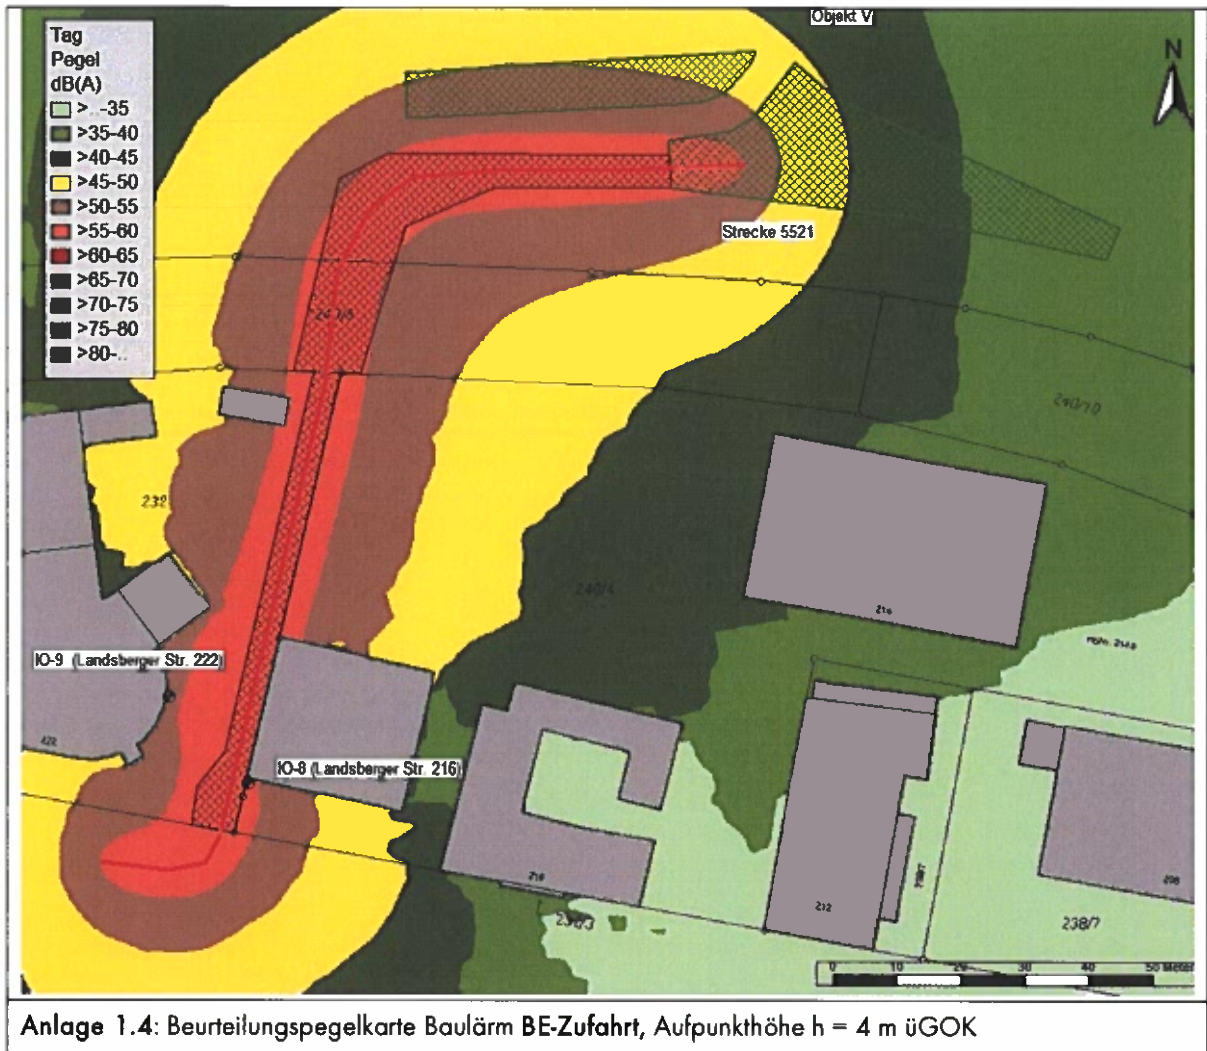 Objekt V
N
Tag
Pegel
dB(A)
>..-35
>35-40
>40-45
>45-50
>50-55
>55-60
>60-65
>65-70
>70-75
>75-80
>80-..
Strecke 5521
240/10
232
240/4
214
IO-9 (Landsberger Str. 222)
222
IO-8 (Landsberger Str. 216)
212
238/7
0 10 20 30 40 50 Meter
Anlage 1.4: Beurteilungspegelkarte Baulärm BE-Zufahrt, Aufpunkthöhe h = 4 m üGOK